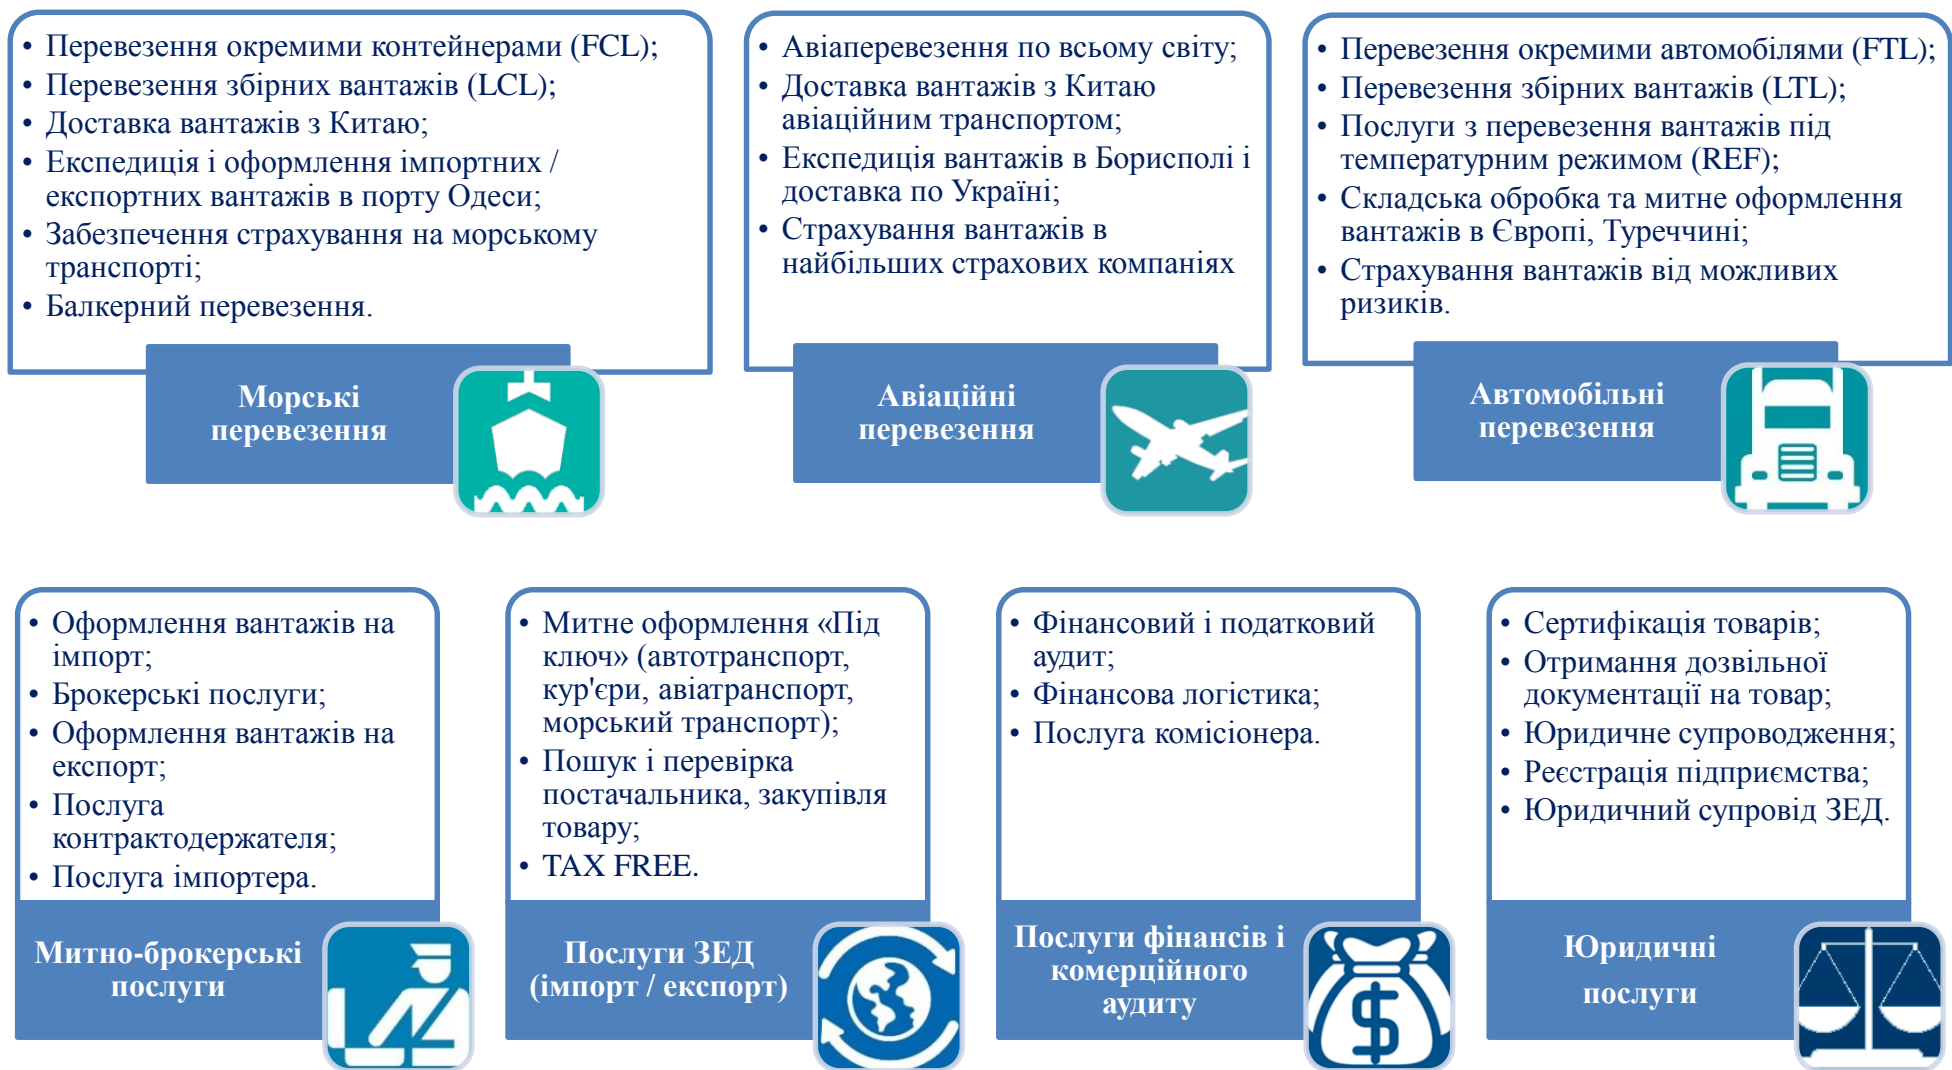 • Перевезення окремими контейнерами (FCL);
• Перевезення збірних вантажів (LCL);
• Доставка вантажів з Китаю;
• Експедиція і оформлення імпортних /
експортних вантажів в порту Одеси;
• Забезпечення страхування на морському
транспорті;
• Балкерний перевезення.
Морські
перевезення
• Авіаперевезення по всьому світу;
• Доставка вантажів з Китаю
авіаційним транспортом;
• Експедиція вантажів в Борисполі і
доставка по Україні;
• Страхування вантажів в
найбільших страхових компаніях
Авіаційні
перевезення
• Перевезення окремими автомобілями (FTL);
• Перевезення збірних вантажів (LTL);
• Послуги з перевезення вантажів під
температурним режимом (REF);
• Складська обробка та митне оформлення
вантажів в Європі, Туреччині;
• Страхування вантажів від можливих
ризиків.
Автомобільні
перевезення
• Оформлення вантажів на
імпорт;
• Брокерські послуги;
• Оформлення вантажів на
експорт;
• Послуга
контрактодержателя;
• Послуга імпортера.
Митно-брокерські
послуги
• Митне оформлення «Під
ключ» (автотранспорт,
кур'єри, авіатранспорт,
морський транспорт);
• Пошук і перевірка
постачальника, закупівля
товару;
• TAX FREE.
Послуги ЗЕД
(імпорт / експорт)
• Фінансовий і податковий
аудит;
• Фінансова логістика;
• Послуга комісіонера.
Послуги фінансів і
комерційного
аудиту
$
• Сертифікація товарів;
• Отримання дозвільної
документації на товар;
• Юридичне супроводження;
• Реєстрація підприємства;
• Юридичний супровід ЗЕД.
Юридичні
послуги